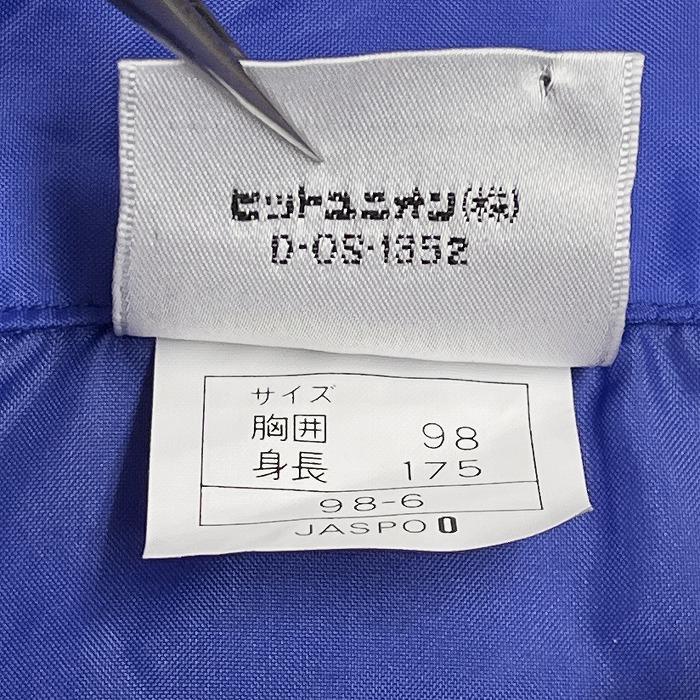 ヒットユニオン(株)
D-OS-1352
サイズ
胸囲 98
身長 175
98-6
JASPO 0